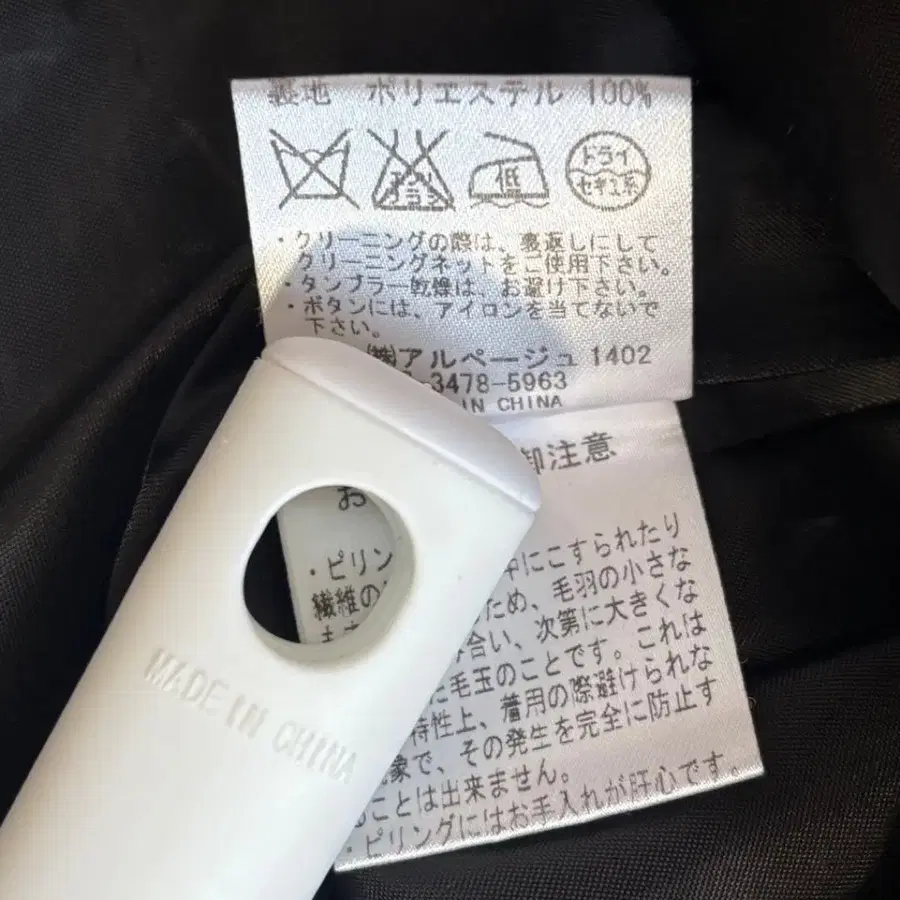 裏地 ポリエステル 100%
エンソ
サラシ
低
ドライ
セキユ系
・クリーニングの際は、裏返しにして
クリーニングネットをご使用下さい。
・タンブラー乾燥は、お避け下さい。
・ボタンには、アイロンを当てないで
下さい。
㈱アルページュ 1402
-3478-5963
IN CHINA
御注意
お
・ピリン 中にこすられたり
繊維の ため、毛羽の小さな
合い、次第に大きくな
た毛玉のことです。これは
特性上、着用の際避けられな
現象で、その発生を完全に防止す
ることは出来ません。
・ピリングにはお手入れが肝心です。
MADE IN CHINA